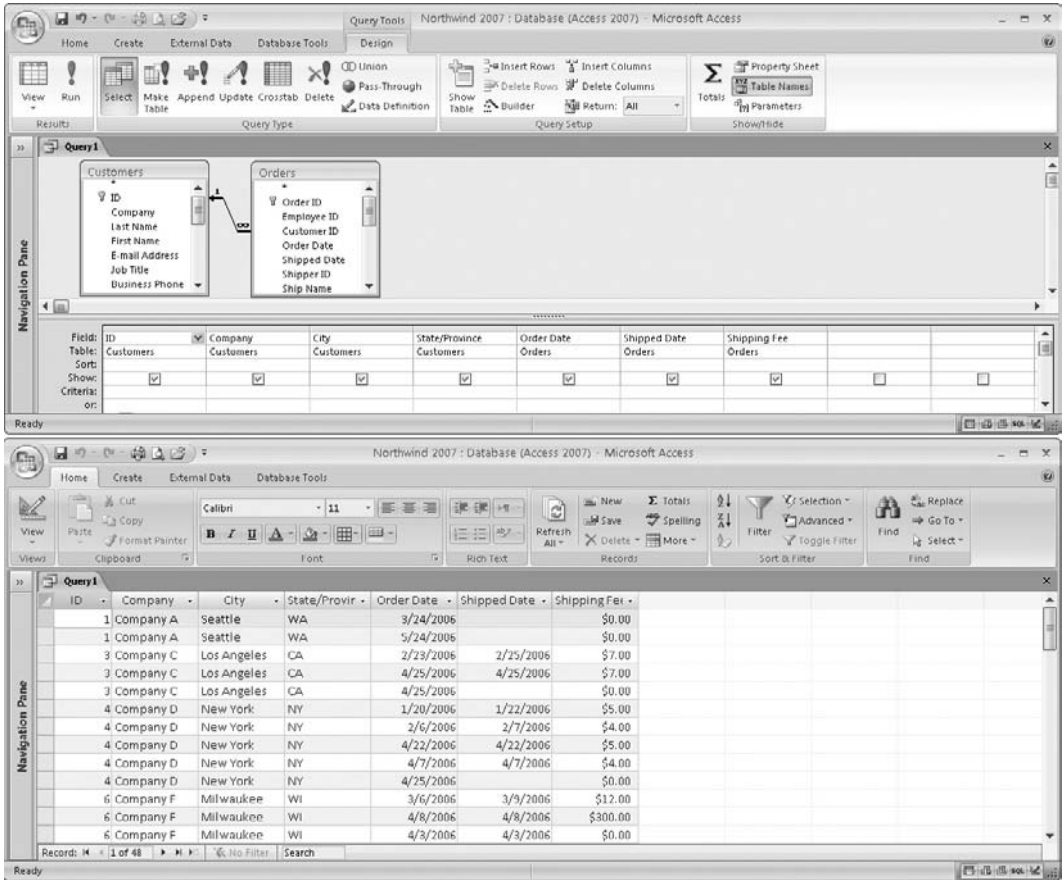 Query Tools Northwind 2007 : Database (Access 2007) - Microsoft Access
Home Create External Data Database Tools Design
View Run Select Make Table Append Update Crosstab Delete
Union
Pass-Through
Data Definition
Show Table
Insert Rows Insert Columns
Delete Rows Delete Columns
Builder Return: All
Totals
Property Sheet
Table Names
Parameters
Results Query Type Query Setup Show/Hide
Query1
Navigation Pane
Customers
*
ID
Company
Last Name
First Name
E-mail Address
Job Title
Business Phone
1
∞
Orders
*
Order ID
Employee ID
Customer ID
Order Date
Shipped Date
Shipper ID
Ship Name
Field: ID Company City State/Province Order Date Shipped Date Shipping Fee
Table: Customers Customers Customers Customers Orders Orders Orders
Sort:
Show:
Criteria:
or:
Ready SQL
Northwind 2007 : Database (Access 2007) - Microsoft Access
Home Create External Data Database Tools
View Paste
Cut
Copy
Format Painter
Calibri 11
B I U A
Refresh All
New Totals
Save Spelling
Delete More
Filter
Selection
Advanced
Toggle Filter
Find
Replace
Go To
Select
Views Clipboard Font Rich Text Records Sort & Filter Find
Query1
Navigation Pane
ID Company City State/Provir Order Date Shipped Date Shipping Fee
1 Company A Seattle WA 3/24/2006 $0.00
1 Company A Seattle WA 5/24/2006 $0.00
3 Company C Los Angeles CA 2/23/2006 2/25/2006 $7.00
3 Company C Los Angeles CA 4/25/2006 4/25/2006 $7.00
3 Company C Los Angeles CA 4/25/2006 $0.00
4 Company D New York NY 1/20/2006 1/22/2006 $5.00
4 Company D New York NY 2/6/2006 2/7/2006 $4.00
4 Company D New York NY 4/22/2006 4/22/2006 $5.00
4 Company D New York NY 4/7/2006 4/7/2006 $4.00
4 Company D New York NY 4/25/2006 $0.00
6 Company F Milwaukee WI 3/6/2006 3/9/2006 $12.00
6 Company F Milwaukee WI 4/8/2006 4/8/2006 $300.00
6 Company F Milwaukee WI 4/3/2006 4/3/2006 $0.00
Record: 1 of 48 No Filter Search
Ready SQL